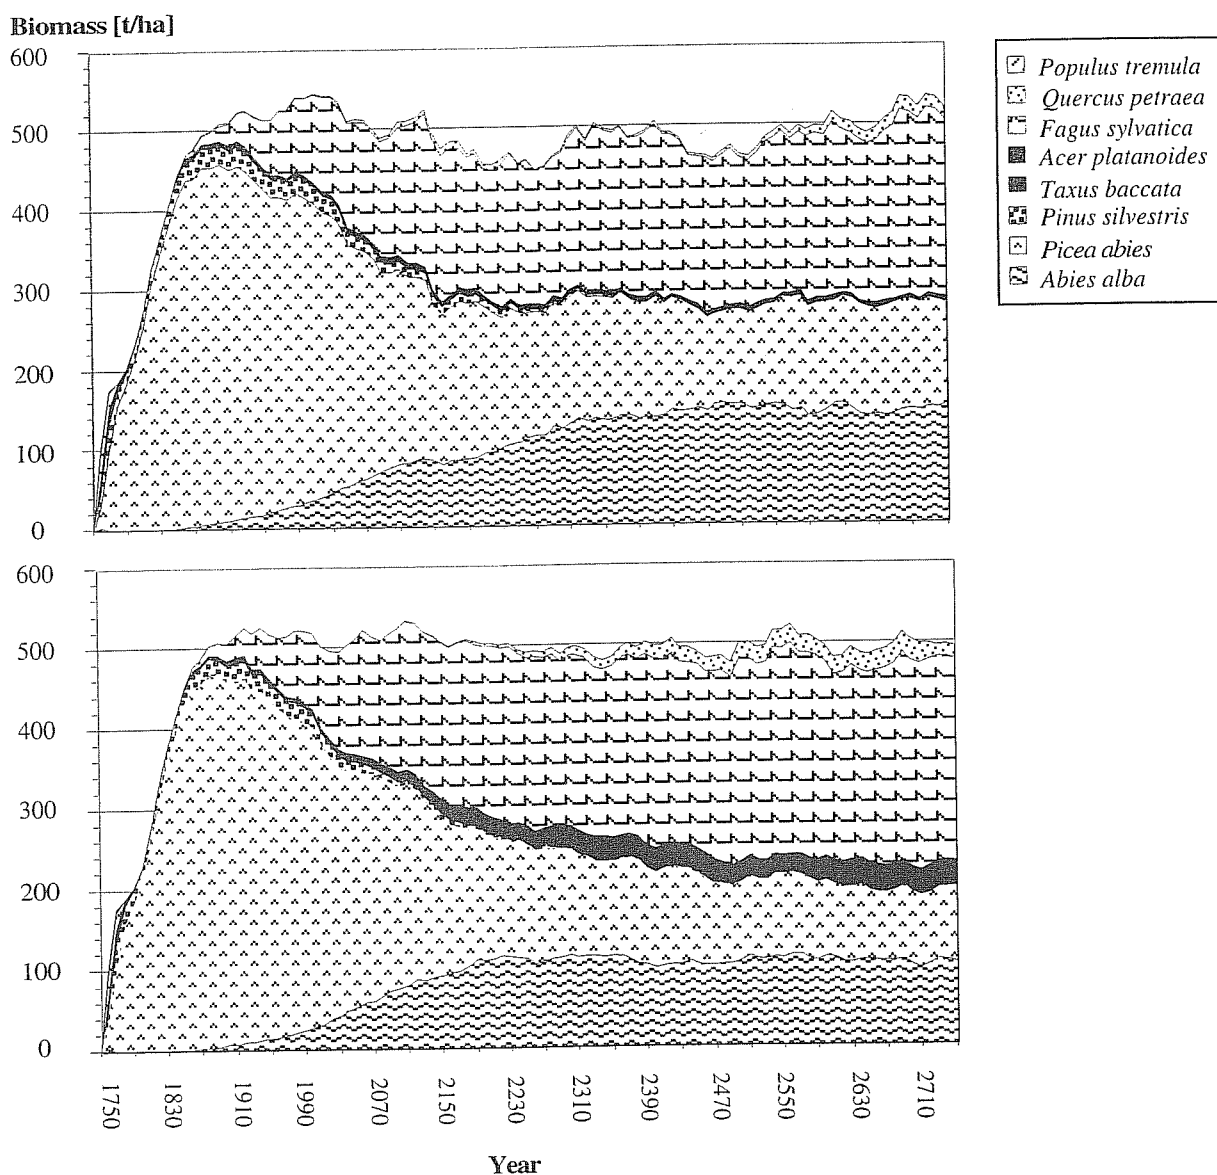 Biomass [t/ha]
600
500
400
300
200
100
0
Populus tremula
Quercus petraea
Fagus sylvatica
Acer platanoides
Taxus baccata
Pinus silvestris
Picea abies
Abies alba
600
500
400
300
200
100
0
1750
1830
1910
1990
2070
2150
2230
2310
2390
2470
2550
2630
2710
Year